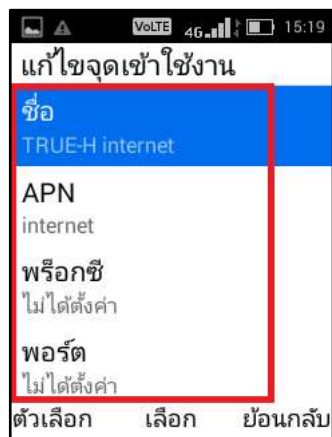 VoLTE 4G 15:19
แก้ไขจุดเข้าใช้งาน
ชื่อ
TRUE-H internet
APN
internet
พร็อกซี
ไม่ได้ตั้งค่า
พอร์ต
ไม่ได้ตั้งค่า
ตัวเลือก เลือก ย้อนกลับ